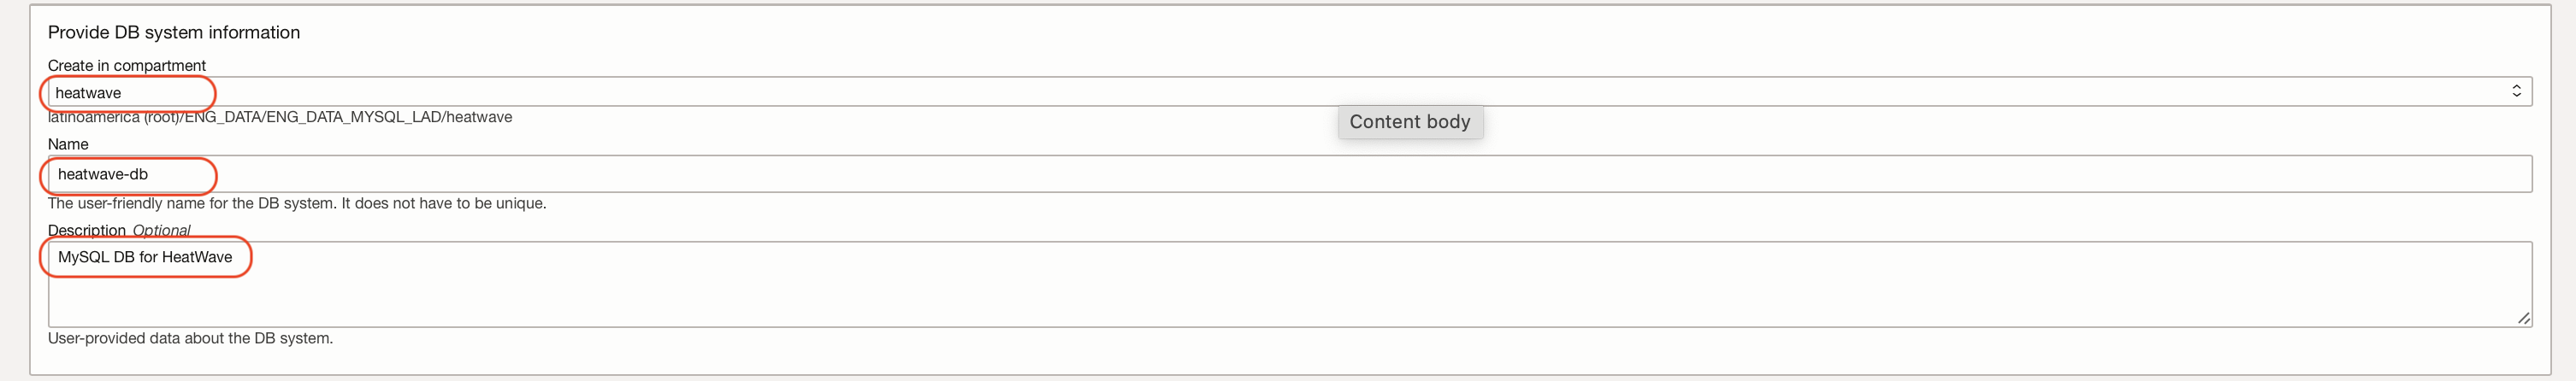 Provide DB system information
Create in compartment
heatwave
latinoamerica (root)/ENG_DATA/ENG_DATA_MYSQL_LAD/heatwave
Content body
Name
heatwave-db
The user-friendly name for the DB system. It does not have to be unique.
Description Optional
MySQL DB for HeatWave
User-provided data about the DB system.